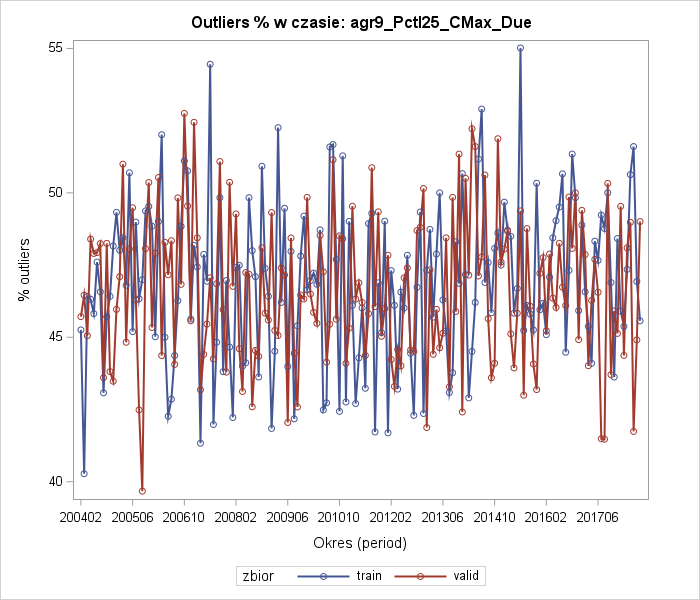 Outliers % w czasie: agr9_Pctl25_CMax_Due
% outliers
55
50
45
40
200402 200506 200610 200802 200906 201010 201202 201306 201410 201602 201706
Okres (period)
zbior train valid